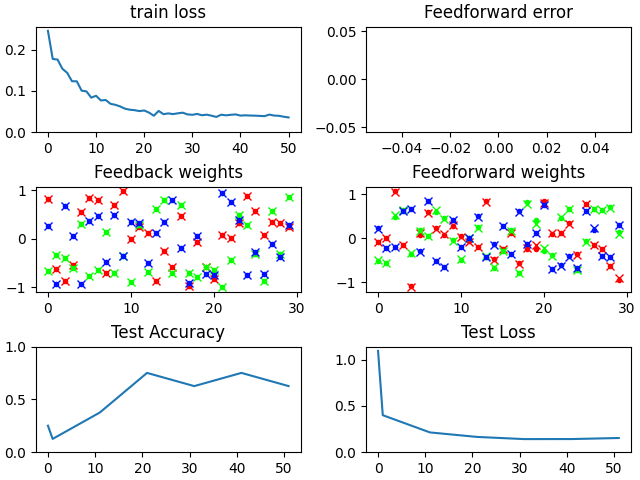 train loss
Feedforward error
0.2
0.1
0.0
0 10 20 30 40 50
0.05
0.00
−0.05
−0.04 −0.02 0.00 0.02 0.04
Feedback weights
Feedforward weights
1
0
−1
0 10 20 30
1
0
−1
0 10 20 30
Test Accuracy
Test Loss
1.0
0.5
0.0
0 10 20 30 40 50
1.0
0.5
0.0
0 10 20 30 40 50